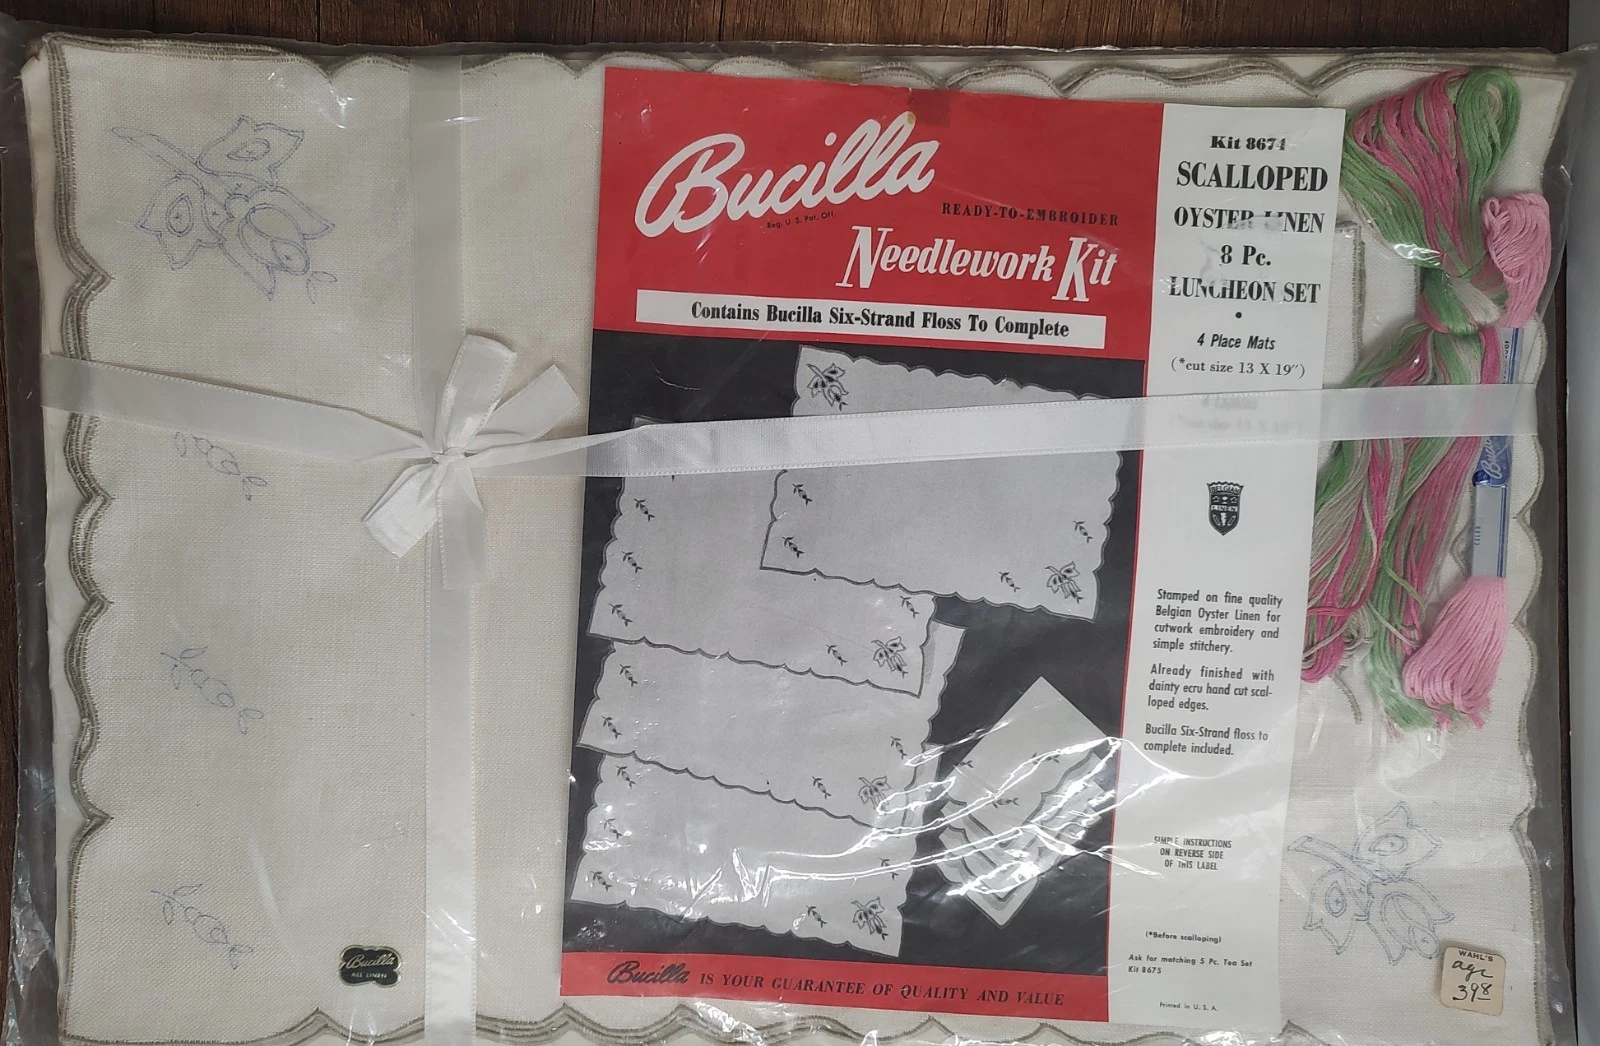 Bucilla
Reg. U. S. Pat. Off.
READY-TO-EMBROIDER
Needlework Kit
Contains Bucilla Six-Strand Floss To Complete
Kit 8674
SCALLOPED
OYSTER LINEN
8 Pc.
LUNCHEON SET
•
4 Place Mats
(*cut size 13 X 19")
BELGIAN
LINEN
Stamped on fine quality
Belgian Oyster Linen for
cutwork embroidery and
simple stitchery.
Already finished with
dainty ecru hand cut scal-
loped edges.
Bucilla Six-Strand floss to
complete included.
SIMPLE INSTRUCTIONS
ON REVERSE SIDE
OF THIS LABEL
(*Before scalloping)
Ask for matching 5 Pc. Tea Set
Kit 8675
Printed in U. S. A.
Bucilla IS YOUR GUARANTEE OF QUALITY AND VALUE
Bucilla
ALL LINEN
WAHL'S
398